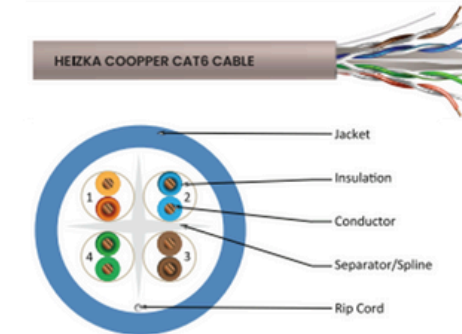 HEIZKA COOPPER CAT6 CABLE
Jacket
1
2
Insulation
Conductor
4
3
Separator/Spline
Rip Cord